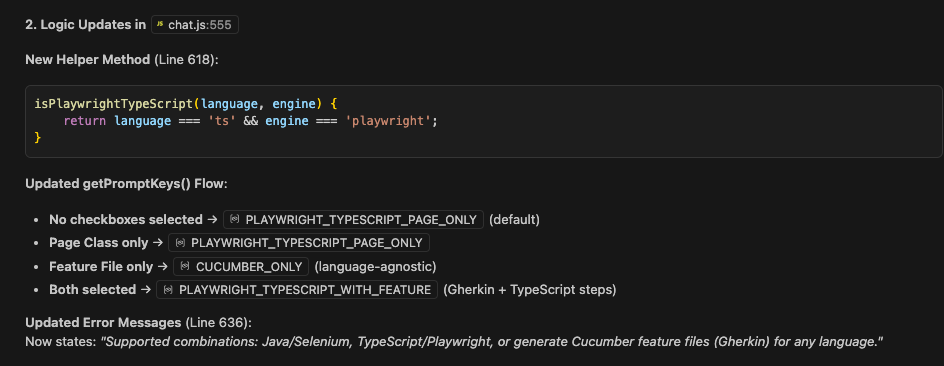 2. Logic Updates in JS chat.js:555
New Helper Method (Line 618):
isPlaywrightTypeScript(language, engine) {
    return language === 'ts' && engine === 'playwright';
}
Updated getPromptKeys() Flow:
• No checkboxes selected → PLAYWRIGHT_TYPESCRIPT_PAGE_ONLY (default)
• Page Class only → PLAYWRIGHT_TYPESCRIPT_PAGE_ONLY
• Feature File only → CUCUMBER_ONLY (language-agnostic)
• Both selected → PLAYWRIGHT_TYPESCRIPT_WITH_FEATURE (Gherkin + TypeScript steps)
Updated Error Messages (Line 636):
Now states: "Supported combinations: Java/Selenium, TypeScript/Playwright, or generate Cucumber feature files (Gherkin) for any language."